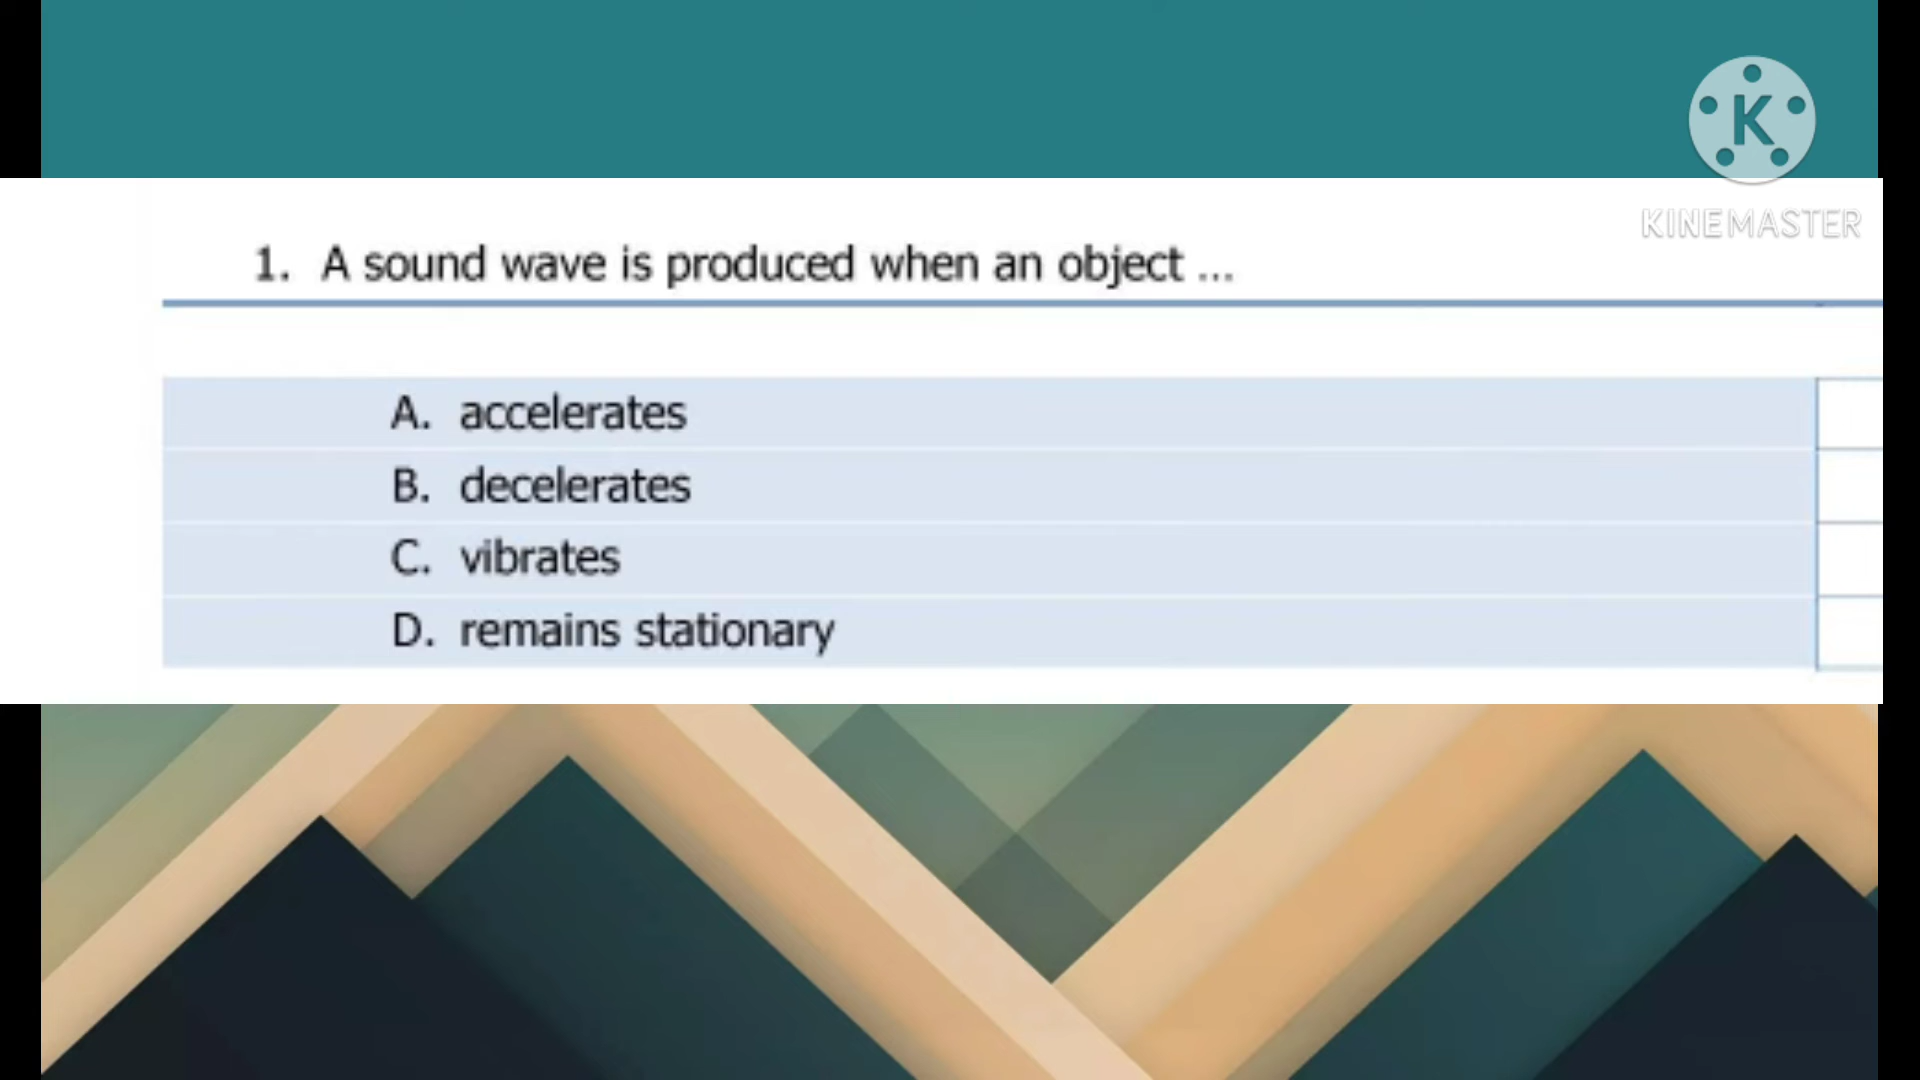 K
KINEMASTER
1. A sound wave is produced when an object ...
A. accelerates
B. decelerates
C. vibrates
D. remains stationary